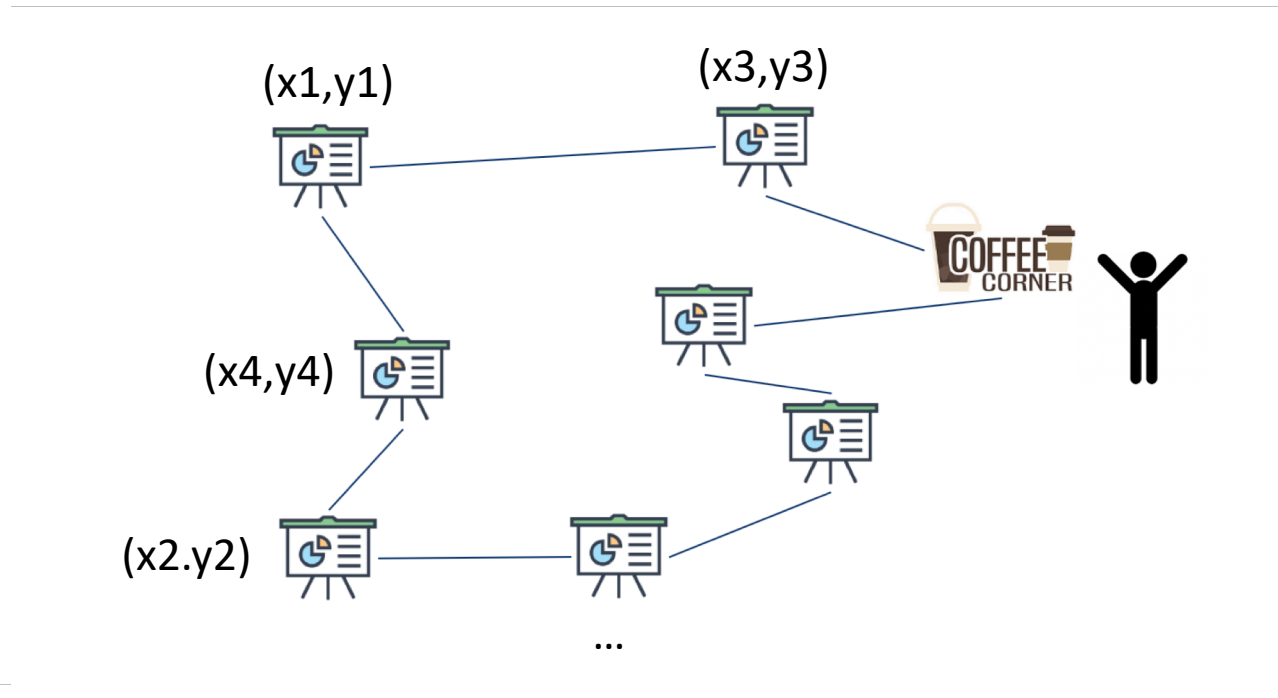 (x1,y1)
(x3,y3)
COFFEE
CORNER
(x4,y4)
(x2.y2)
...